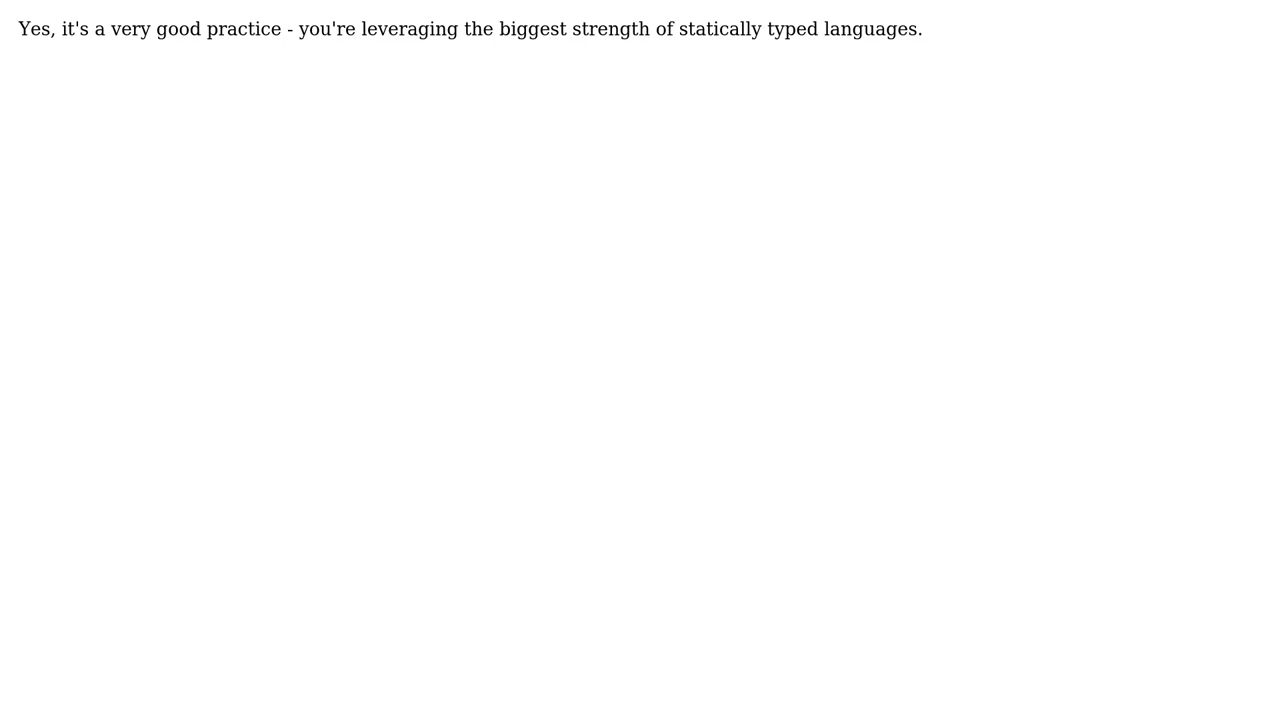 Yes, it's a very good practice - you're leveraging the biggest strength of statically typed languages.